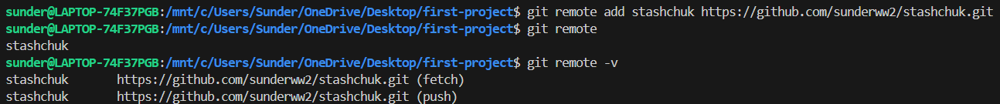 sunder@LAPTOP-74F37PGB:/mnt/c/Users/Sunder/OneDrive/Desktop/first-project$ git remote add stashchuk https://github.com/sunderww2/stashchuk.git
sunder@LAPTOP-74F37PGB:/mnt/c/Users/Sunder/OneDrive/Desktop/first-project$ git remote
stashchuk
sunder@LAPTOP-74F37PGB:/mnt/c/Users/Sunder/OneDrive/Desktop/first-project$ git remote -v
stashchuk       https://github.com/sunderww2/stashchuk.git (fetch)
stashchuk       https://github.com/sunderww2/stashchuk.git (push)